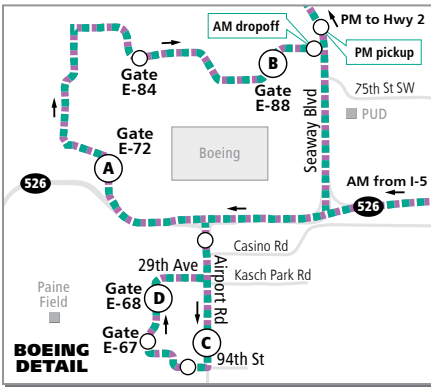 AM dropoff
PM to Hwy 2
PM pickup
Gate
E-84
B
Gate
E-88
75th St SW
PUD
Gate
E-72
A
Boeing
Seaway Blvd
526
AM from I-5
526
Casino Rd
29th Ave
Airport Rd
Kasch Park Rd
Paine
Field
Gate
E-68
D
Gate
E-67
C
94th St
BOEING
DETAIL